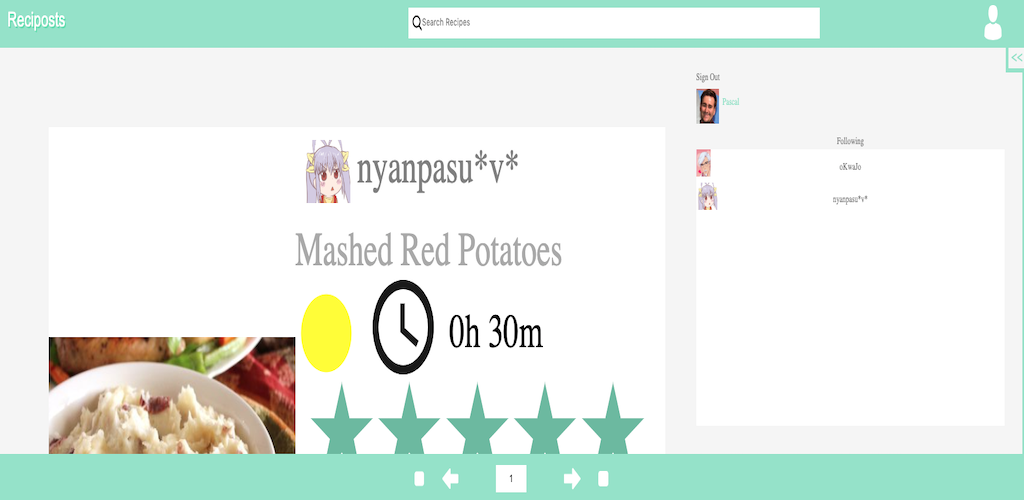 Reciposts
Search Recipes
<<
Sign Out
Pascal
Following
oKwaJo
nyanpasu*v*
nyanpasu*v*
Mashed Red Potatoes
0h 30m
1